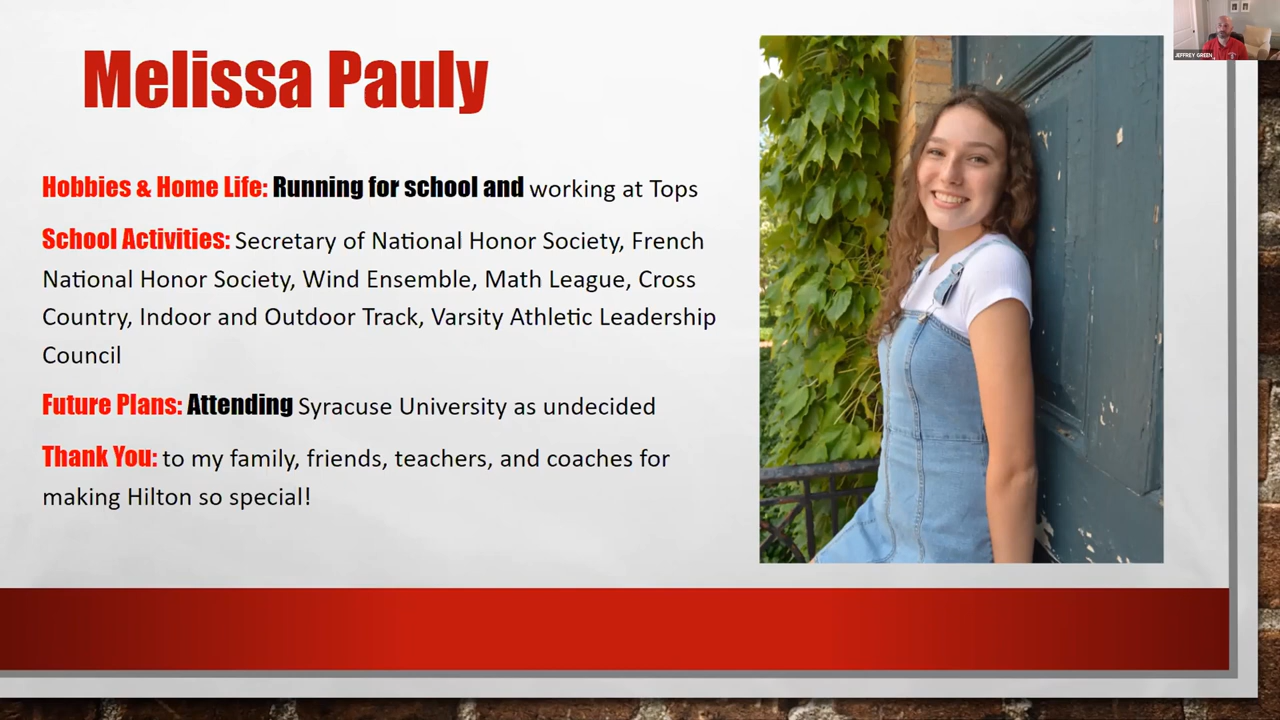 Melissa Pauly
JEFFREY GREEN
Hobbies & Home Life: Running for school and working at Tops
School Activities: Secretary of National Honor Society, French
National Honor Society, Wind Ensemble, Math League, Cross
Country, Indoor and Outdoor Track, Varsity Athletic Leadership
Council
Future Plans: Attending Syracuse University as undecided
Thank You: to my family, friends, teachers, and coaches for
making Hilton so special!